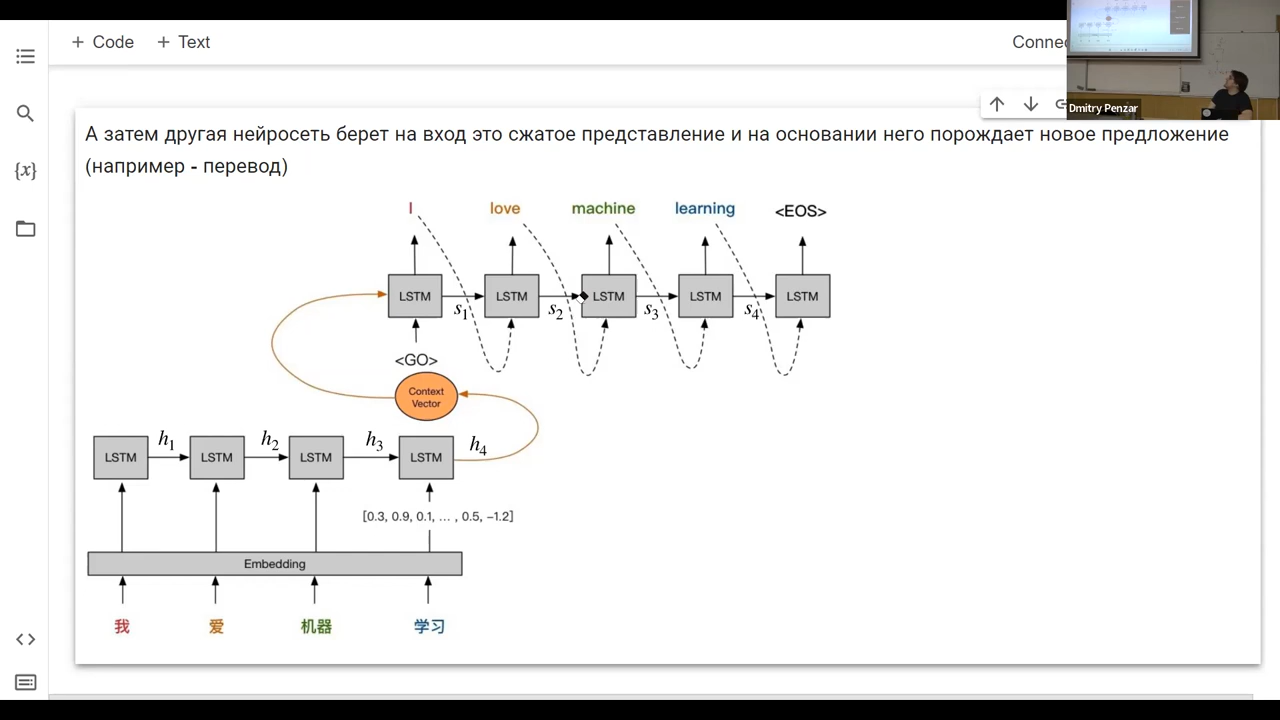 + Code + Text
Connec
Dmitry Penzar
{x}
А затем другая нейросеть берет на вход это сжатое представление и на основании него порождает новое предложение
(например - перевод)
I love machine learning <EOS>
LSTM LSTM LSTM LSTM LSTM
s1 s2 s3 s4
<GO>
Context
Vector
h1 h2 h3 h4
LSTM LSTM LSTM LSTM
[0.3, 0.9, 0.1, ... , 0.5, −1.2]
Embedding
我 爱 机器 学习